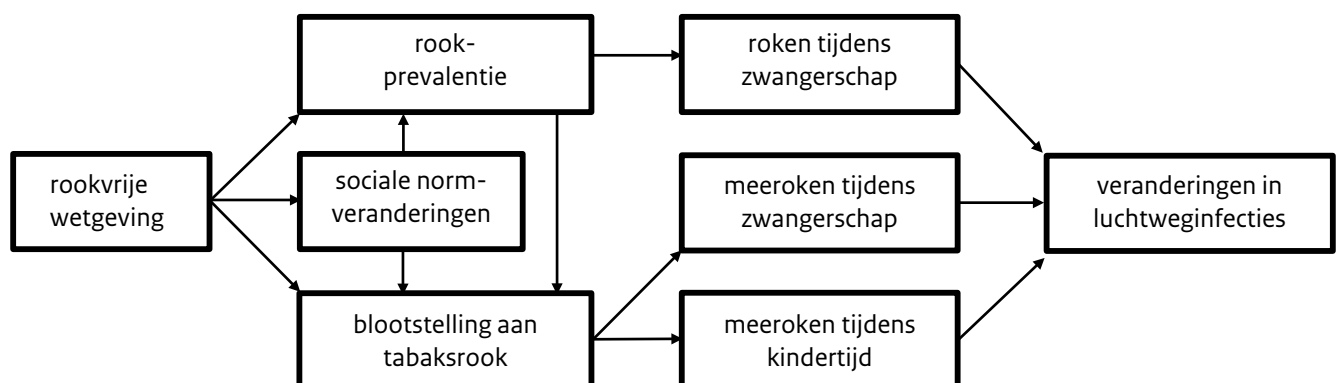 rook-
prevalentie
roken tijdens
zwangerschap
rookvrije
wetgeving
sociale norm-
veranderingen
meeroken tijdens
zwangerschap
veranderingen in
luchtweginfecties
blootstelling aan
tabaksrook
meeroken tijdens
kindertijd